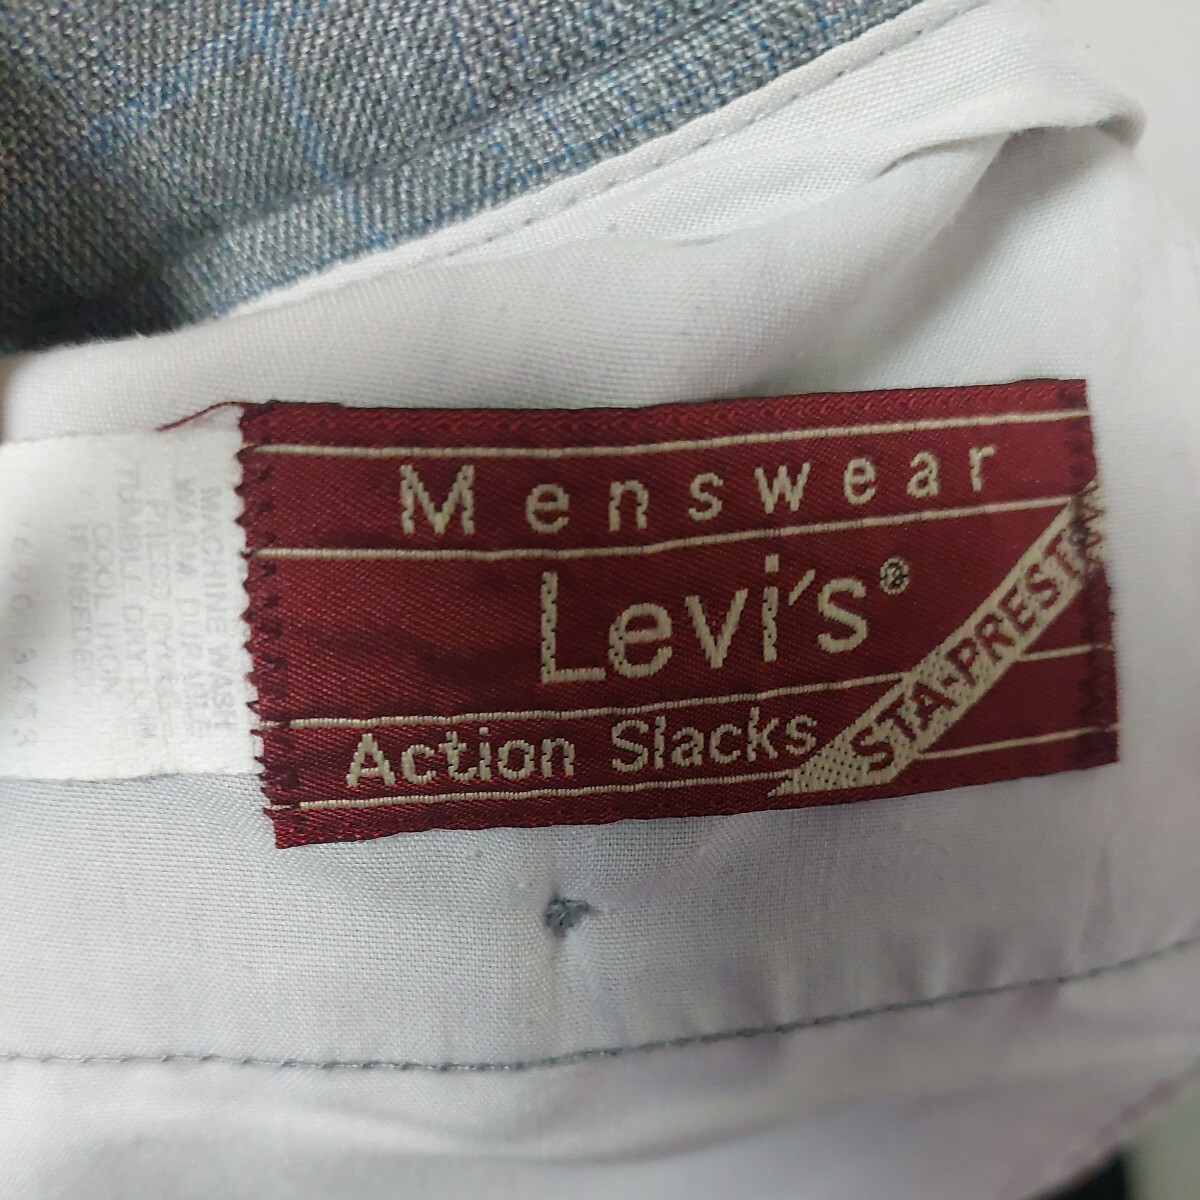 Menswear
Levi's®
Action Slacks
STA-PREST
MACHINE WASH
WARM, DURABLE
PRESS CYCLE
TUMBLE DRY
COOL IRON
IF NEEDED